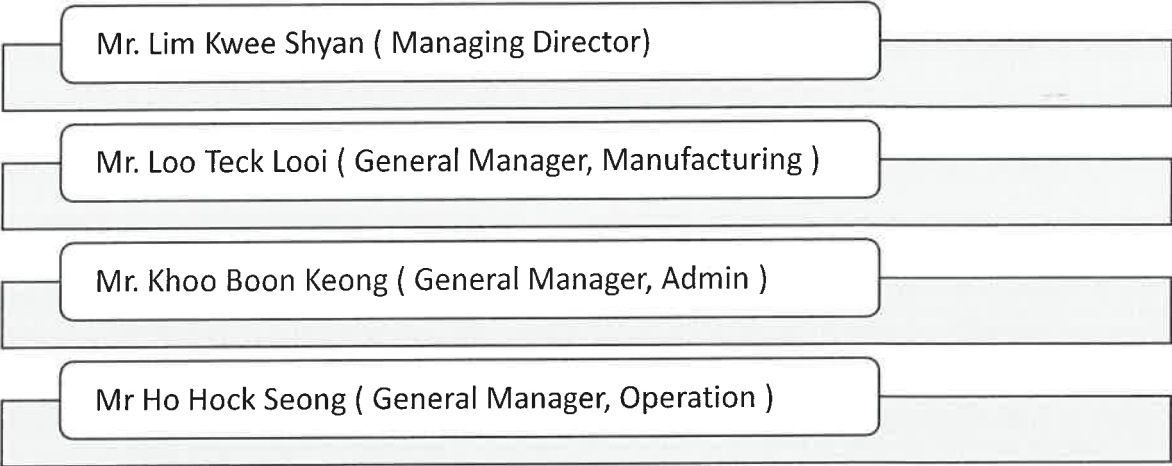 Mr. Lim Kwee Shyan ( Managing Director)
Mr. Loo Teck Looi ( General Manager, Manufacturing )
Mr. Khoo Boon Keong ( General Manager, Admin )
Mr Ho Hock Seong ( General Manager, Operation )